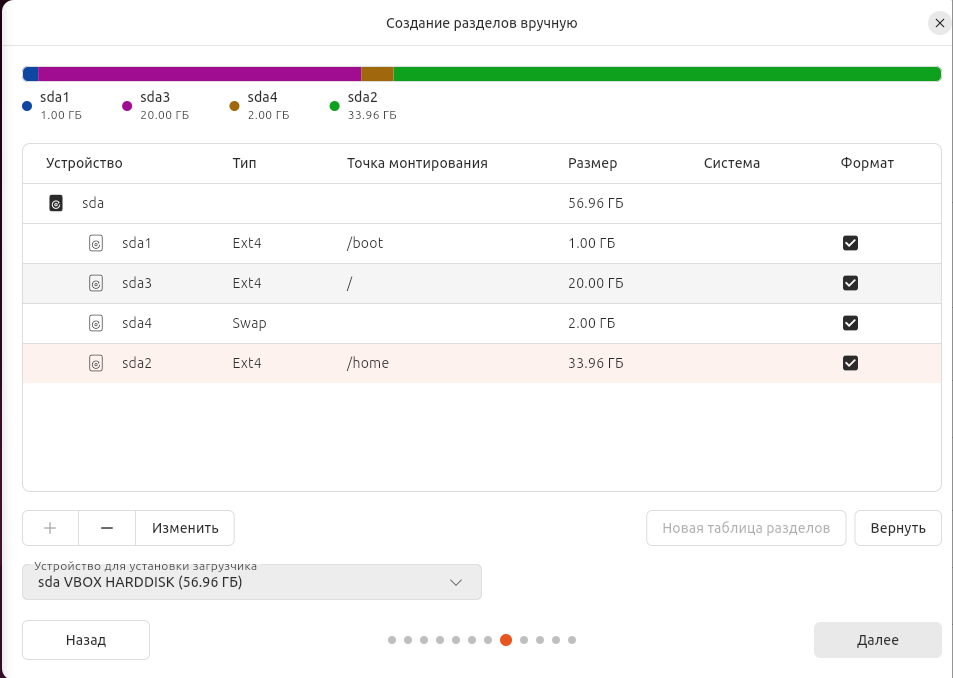 Создание разделов вручную
sda1 sda3 sda4 sda2
1.00 ГБ 20.00 ГБ 2.00 ГБ 33.96 ГБ
Устройство Тип Точка монтирования Размер Система Формат
sda 56.96 ГБ
sda1 Ext4 /boot 1.00 ГБ
sda3 Ext4 / 20.00 ГБ
sda4 Swap 2.00 ГБ
sda2 Ext4 /home 33.96 ГБ
+ − Изменить Новая таблица разделов Вернуть
Устройство для установки загрузчика
sda VBOX HARDDISK (56.96 ГБ)
Назад Далее